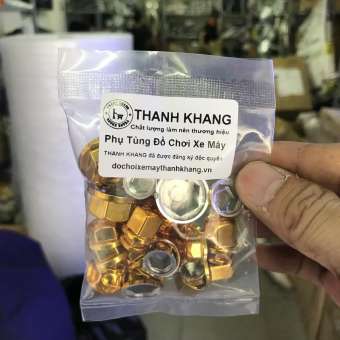 THANH KHANG
Chất lượng làm nên thương hiệu
Phụ Tùng Đồ Chơi Xe Máy
THANH KHANG đã được đăng ký độc quyền
dochoixemaythanhkhang.vn